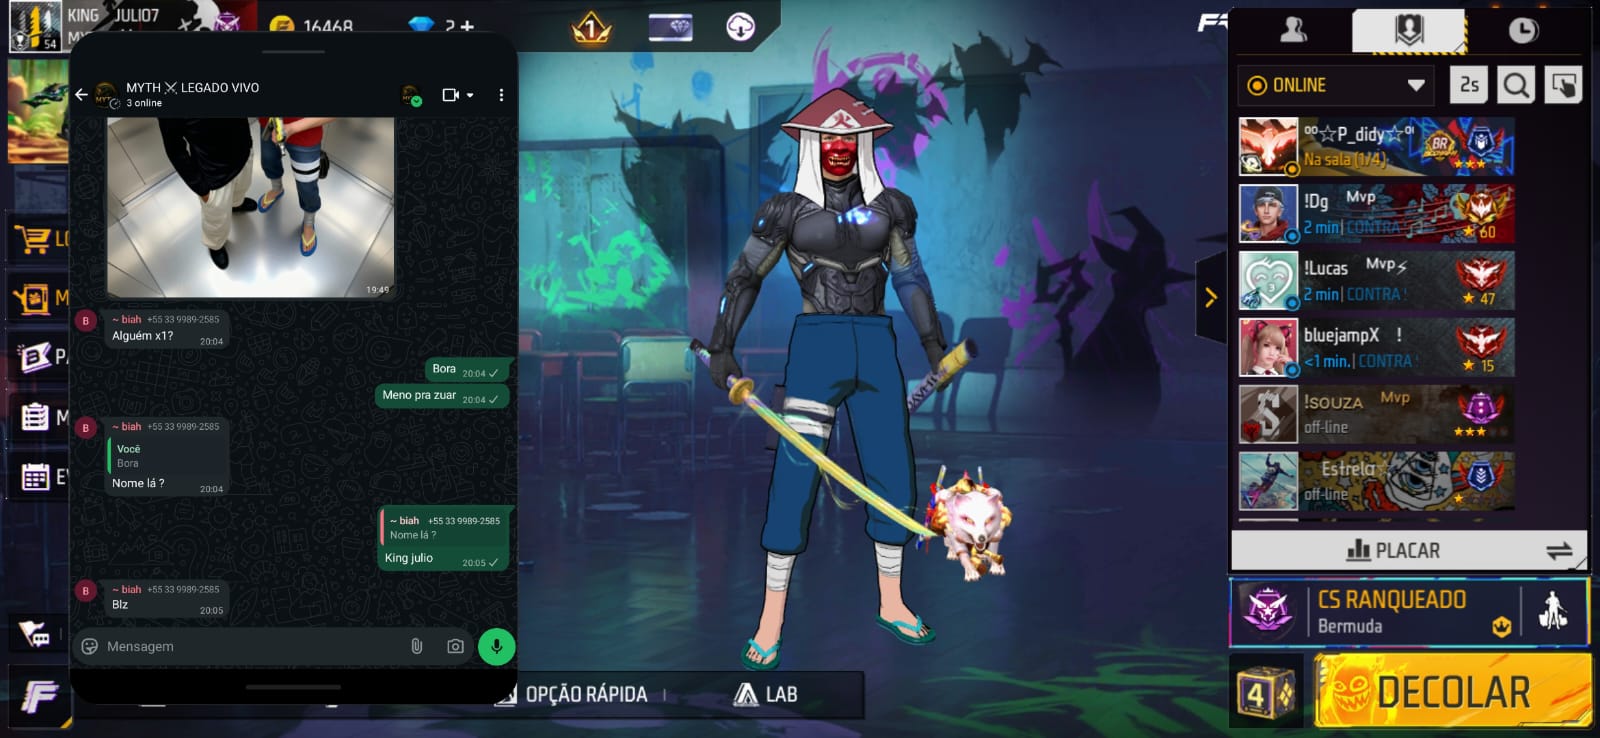 KING JULIO7
54
16468
2 +
1
MYTH ⚔ LEGADO VIVO
3 online
19:49
B
~ biah +55 33 9989-2585
Alguém x1?
20:04
Bora
20:04
Meno pra zuar
20:04
B
~ biah +55 33 9989-2585
Você
Bora
Nome lá ?
20:04
~ biah +55 33 9989-2585
Nome lá ?
King julio
20:05
B
~ biah +55 33 9989-2585
Blz
20:05
Mensagem
OPÇÃO RÁPIDA
LAB
ONLINE
2s
ºº☆P_didy☆º¹
Na sala (1/4)
BR
!Dg Mvp
2 min| CONTRA
60
!Lucas Mvp⚡
2 min| CONTRA
47
bluejampX !
<1 min.| CONTRA
15
!SOUZA Mvp
off-line
Estrela☆
off-line
PLACAR
CS RANQUEADO
Bermuda
4
DECOLAR